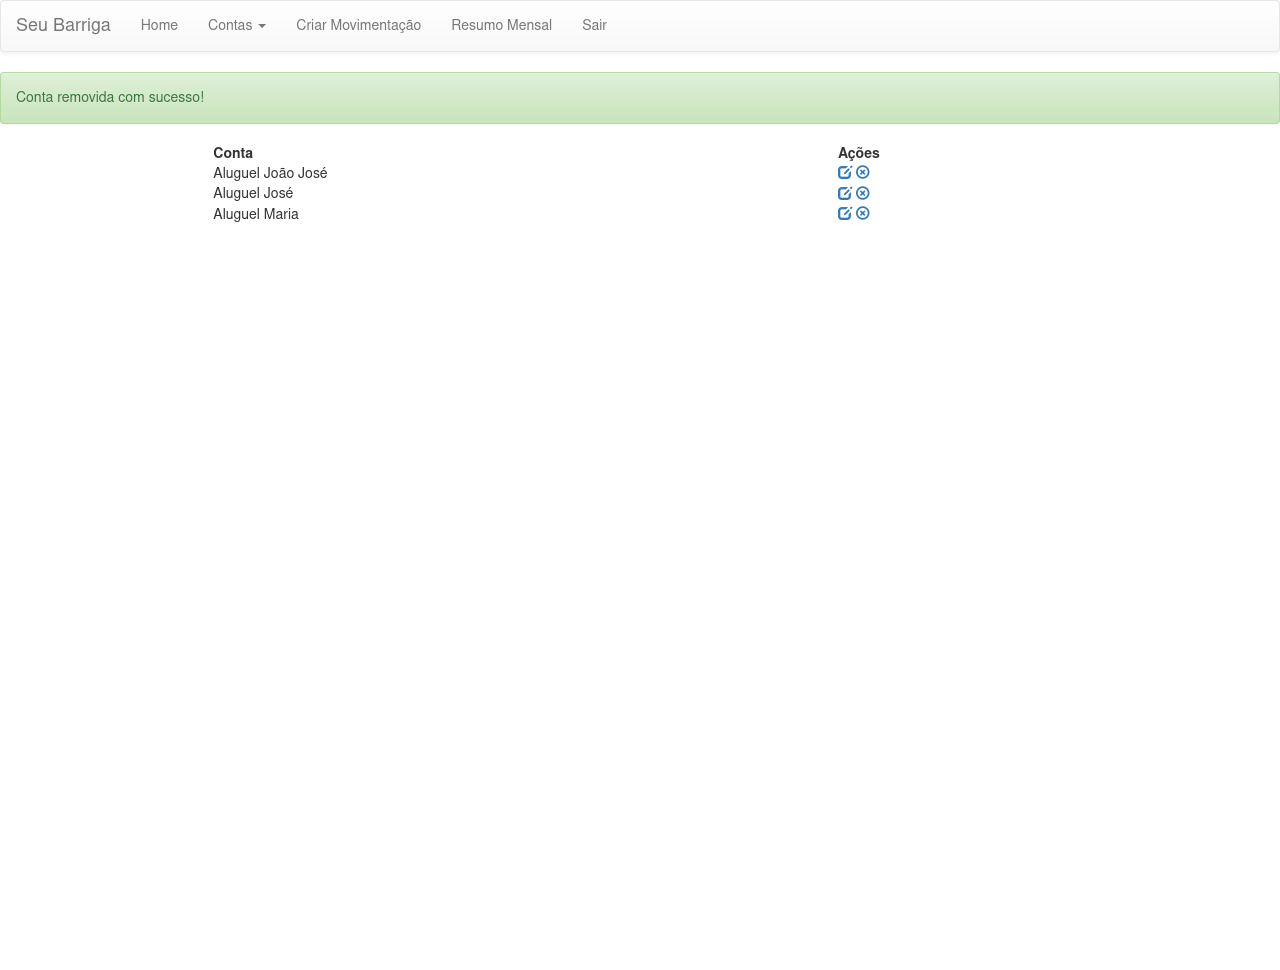 Seu Barriga Home Contas Criar Movimentação Resumo Mensal Sair
Conta removida com sucesso!
Conta Ações
Aluguel João José
Aluguel José
Aluguel Maria